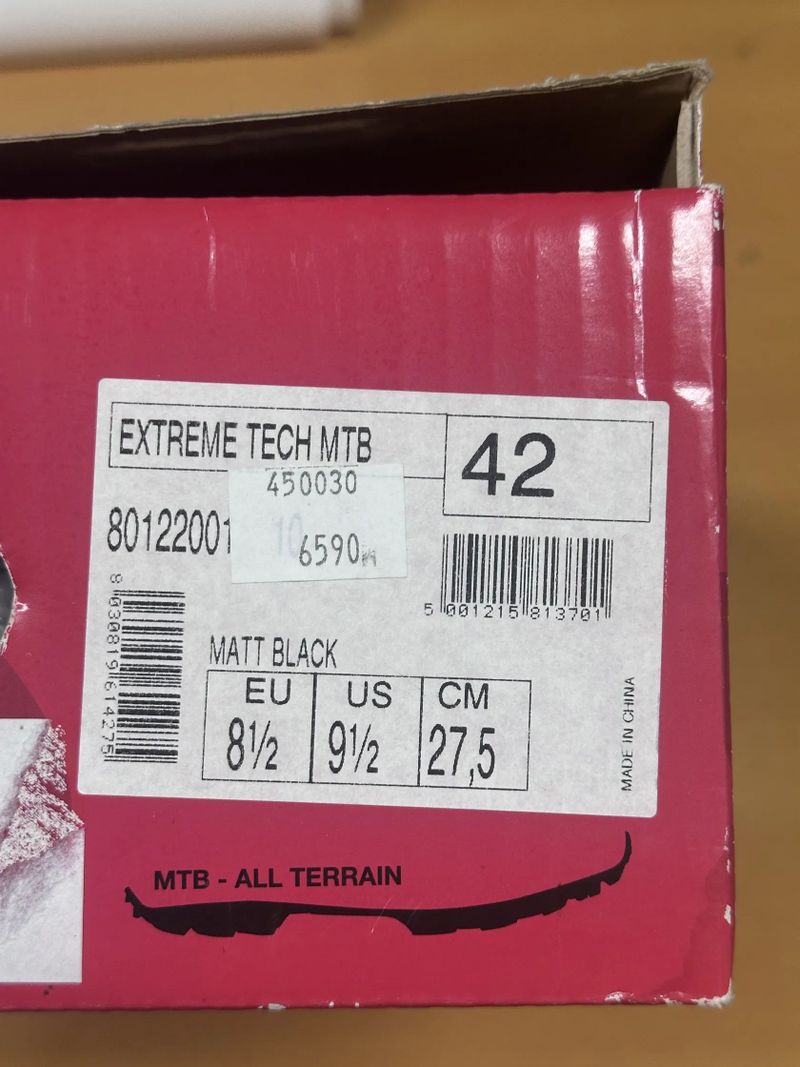 EXTREME TECH MTB
42
450030
80122001
6590
5 001215 813701
8 030819 614275
MATT BLACK
EU US CM
8½ 9½ 27,5
MADE IN CHINA
MTB - ALL TERRAIN